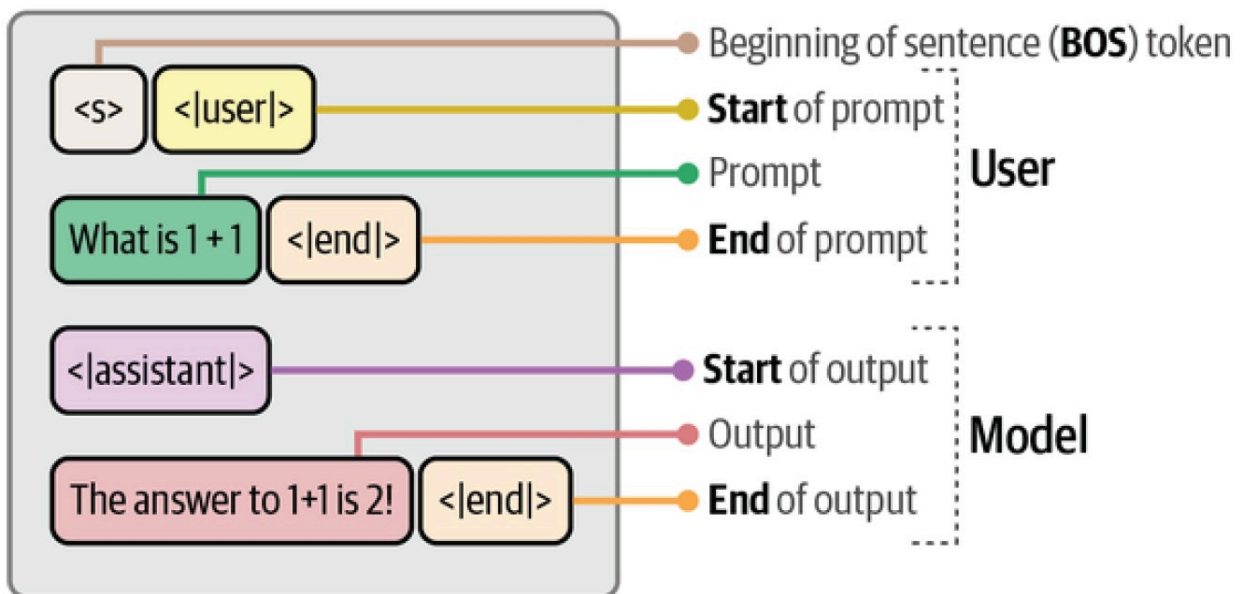 Beginning of sentence (BOS) token
<s> <|user|>
Start of prompt
Prompt
User
What is 1 + 1 <|end|>
End of prompt
<|assistant|>
Start of output
Output
Model
The answer to 1+1 is 2! <|end|>
End of output